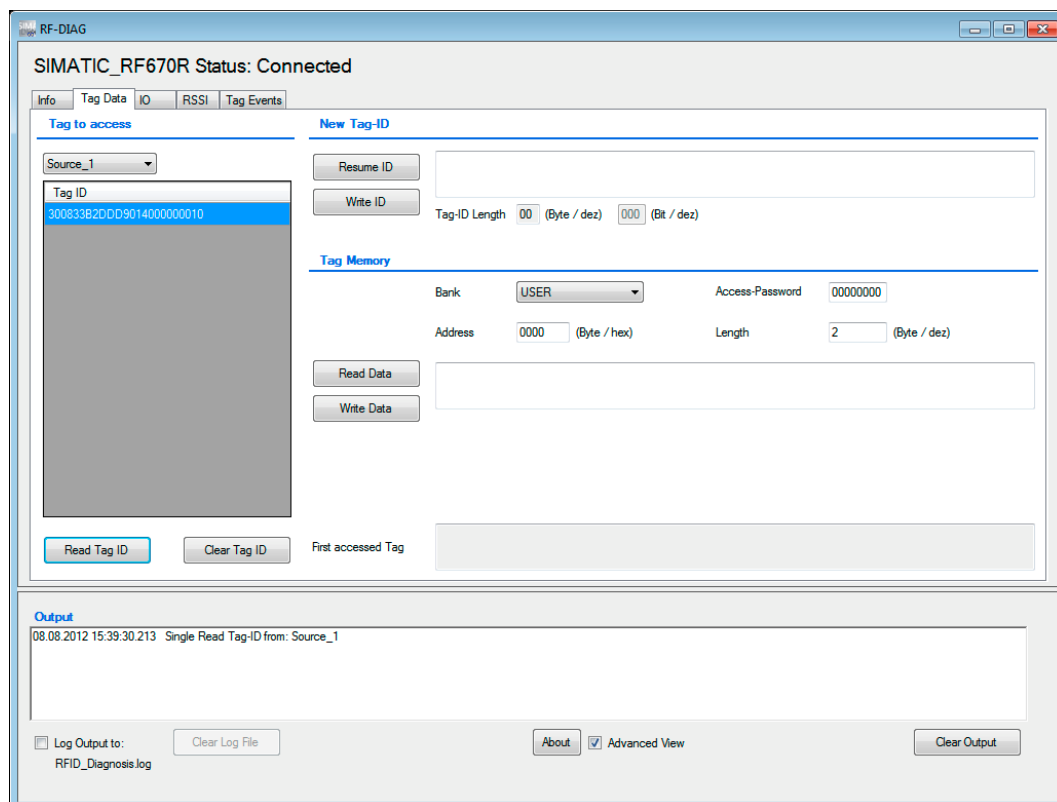 RF-DIAG
SIMATIC_RF670R Status: Connected
Info Tag Data IO RSSI Tag Events
Tag to access
Source_1
Tag ID
300833B2DDD9014000000010
Read Tag ID Clear Tag ID
New Tag-ID
Resume ID
Write ID
Tag-ID Length 00 (Byte / dez) 000 (Bit / dez)
Tag Memory
Bank USER Access-Password 00000000
Address 0000 (Byte / hex) Length 2 (Byte / dez)
Read Data
Write Data
First accessed Tag
Output
08.08.2012 15:39:30.213 Single Read Tag-ID from: Source_1
Log Output to: Clear Log File About Advanced View Clear Output
RFID_Diagnosis.log